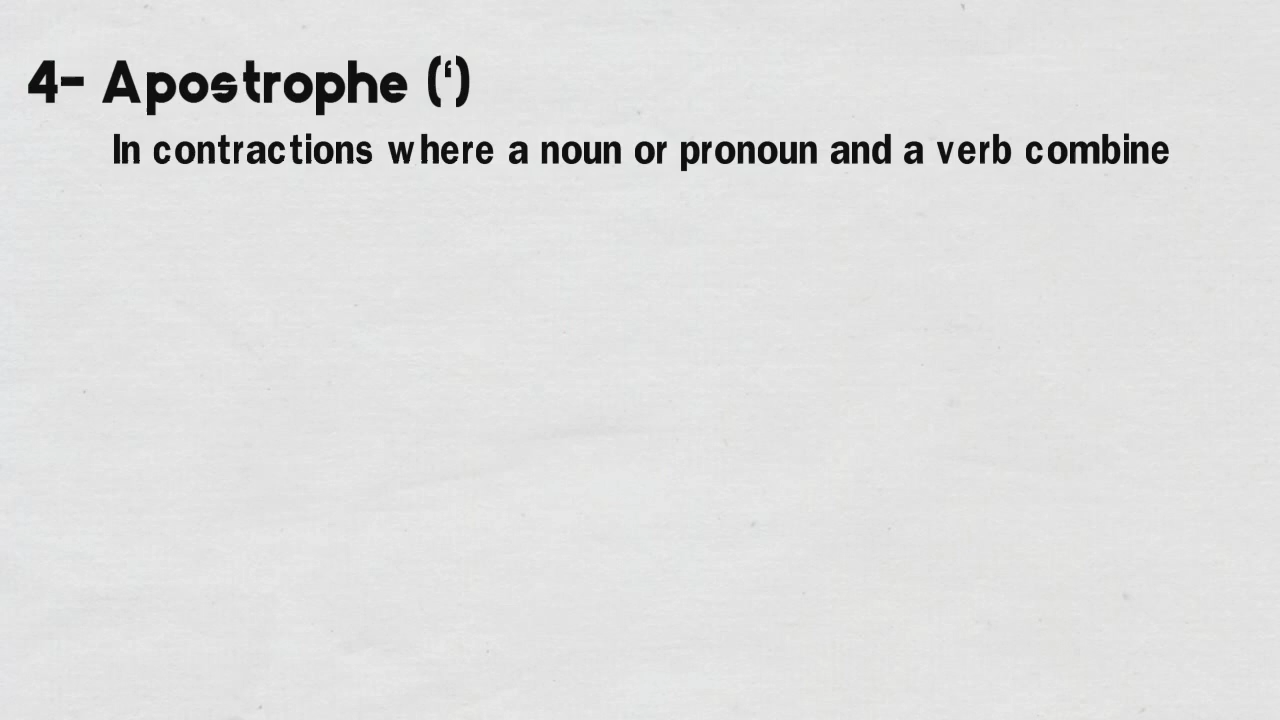 4- Apostrophe (‘)
In contractions where a noun or pronoun and a verb combine